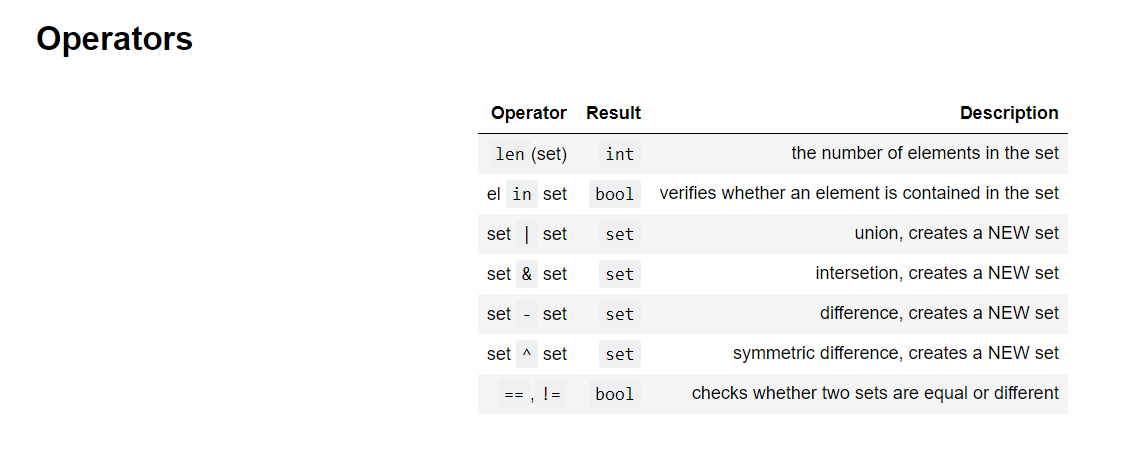 Operators
Operator Result Description
len (set) int the number of elements in the set
el in set bool verifies whether an element is contained in the set
set | set set union, creates a NEW set
set & set set intersetion, creates a NEW set
set - set set difference, creates a NEW set
set ^ set set symmetric difference, creates a NEW set
== , != bool checks whether two sets are equal or different